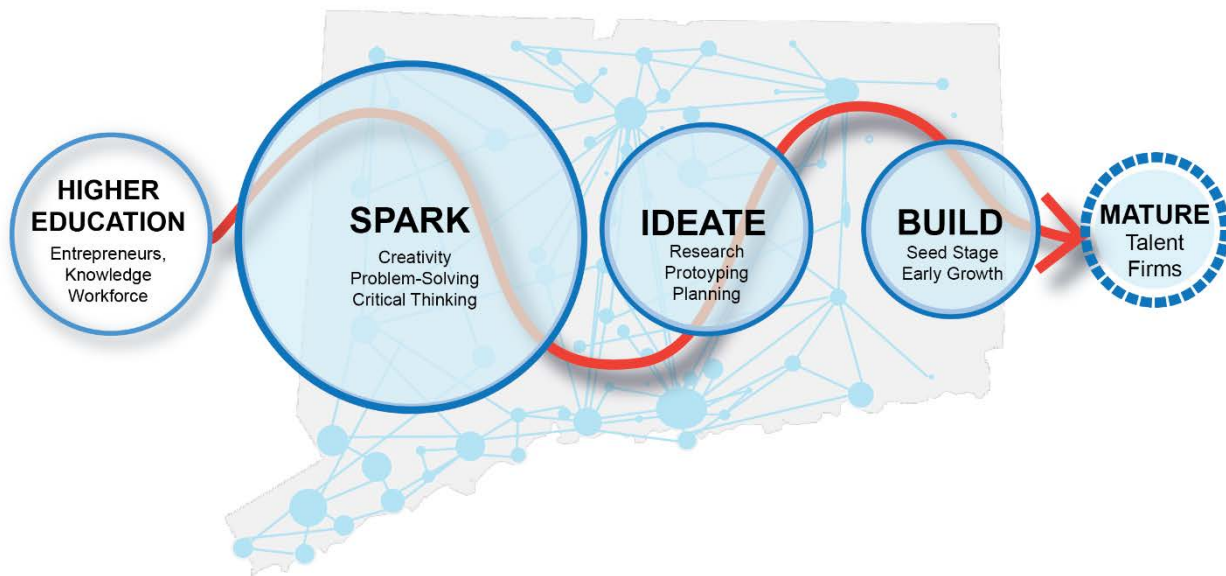 HIGHER
EDUCATION
Entrepreneurs,
Knowledge
Workforce
SPARK
Creativity
Problem-Solving
Critical Thinking
IDEATE
Research
Protoyping
Planning
BUILD
Seed Stage
Early Growth
MATURE
Talent
Firms